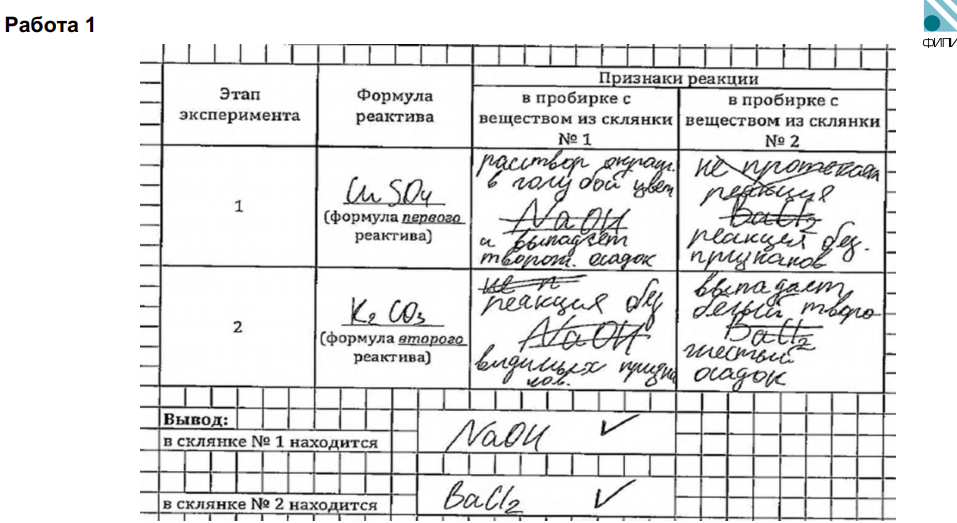 Работа 1
ФИПИ
Этап эксперимента
Формула реактива
Признаки реакции
в пробирке с веществом из склянки № 1
в пробирке с веществом из склянки № 2
1
CuSO4
(формула первого реактива)
раствор окраш.
в голубой цвет
NaOH
и выпадает
творож. осадок
не протекает
реакция
BaCl2
реакция без.
признаков
2
K2CO3
(формула второго реактива)
не п
реакция без
NaOH
видимых призна
ков.
выпадает
белый творо
BaCl2
жистый
осадок
Вывод:
в склянке № 1 находится
NaOH ✓
в склянке № 2 находится
BaCl2 ✓